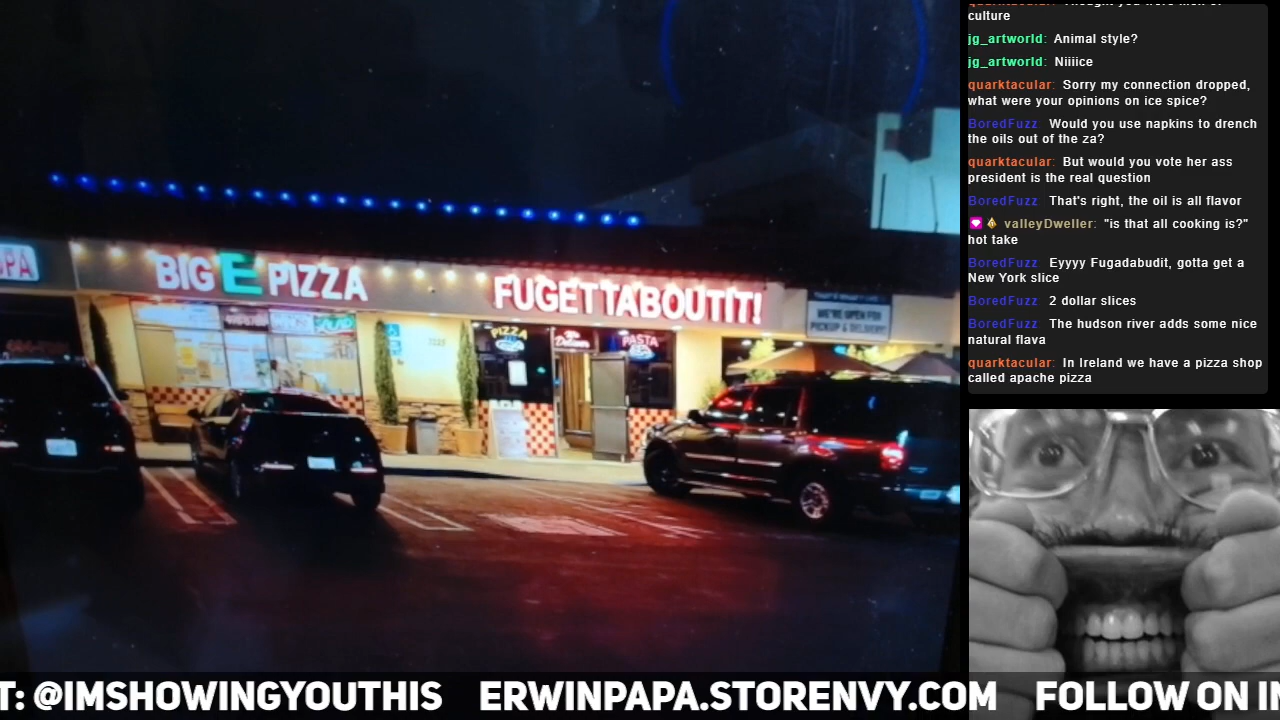 culture
jg_artworld: Animal style?
jg_artworld: Niiiice
quarktacular: Sorry my connection dropped,
what were your opinions on ice spice?
BoredFuzz: Would you use napkins to drench
the oils out of the za?
quarktacular: But would you vote her ass
president is the real question
BoredFuzz: That's right, the oil is all flavor
valleyDweller: "is that all cooking is?"
hot take
BoredFuzz: Eyyyy Fugadabudit, gotta get a
New York slice
BoredFuzz: 2 dollar slices
BoredFuzz: The hudson river adds some nice
natural flava
quarktacular: In Ireland we have a pizza shop
called apache pizza
BIG E PIZZA
FUGETTABOUTIT!
WE'RE OPEN FOR
PICKUP & DELIVERY
PIZZA
We Deliver
PASTA
T: @IMSHOWINGYOUTHIS ERWINPAPA.STORENVY.COM FOLLOW ON IN